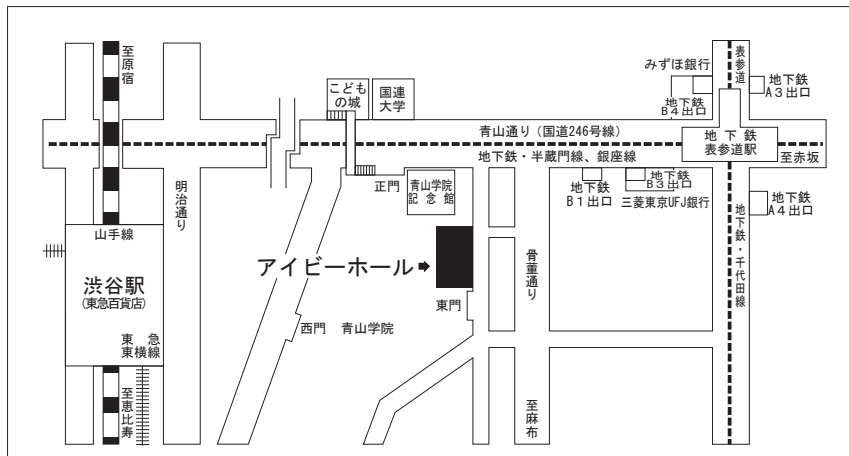 至原宿
山手線
渋谷駅
(東急百貨店)
東急
東横線
至恵比寿
明治通り
こども
の城
国連
大学
正門
青山学院
記念館
アイビーホール➡
東門
西門 青山学院
青山通り(国道246号線)
地下鉄・半蔵門線、銀座線
骨董通り
至麻布
みずほ銀行
地下鉄
B4出口
表参道
地下鉄
A3出口
地下鉄
表参道駅
至赤坂
地下鉄
B1出口
地下鉄
B3出口
三菱東京UFJ銀行
地下鉄
A4出口
地下鉄・千代田線